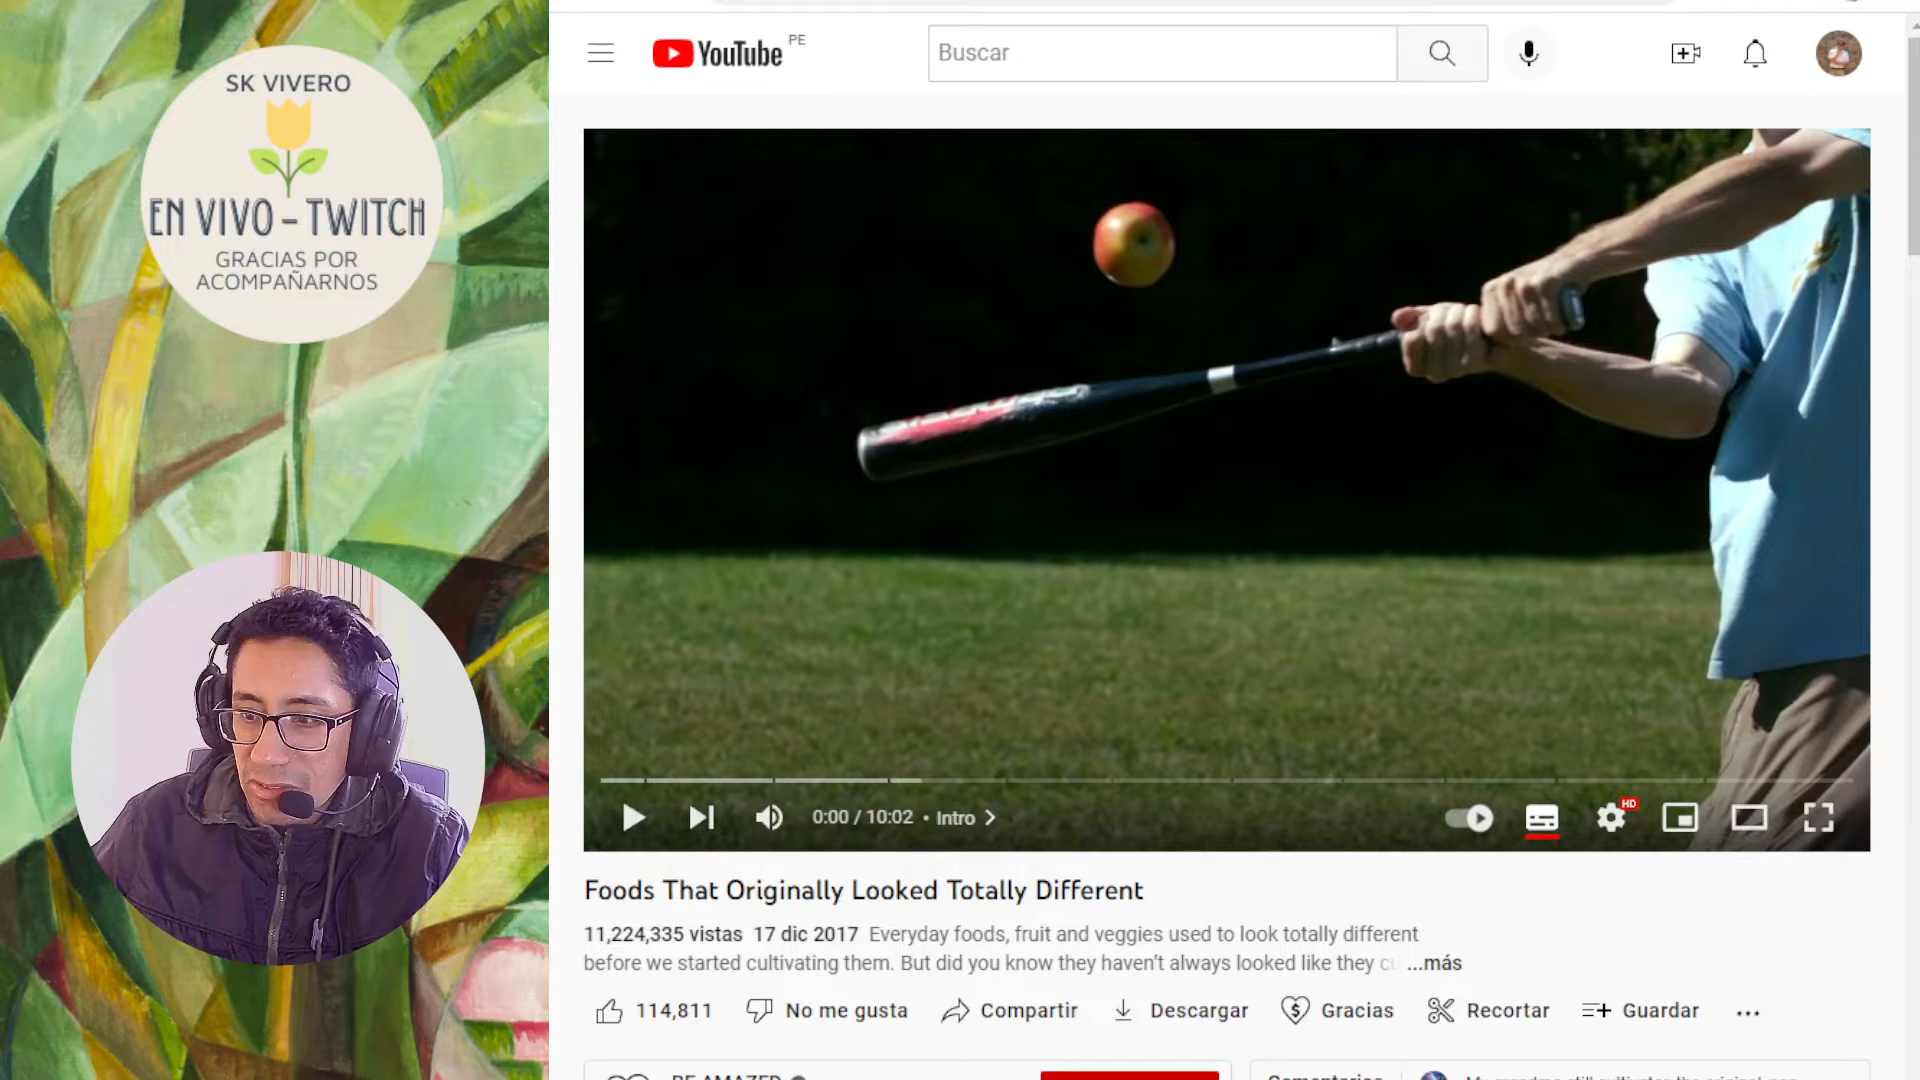 SK VIVERO
EN VIVO – TWITCH
GRACIAS POR
ACOMPAÑARNOS
YouTube PE
Buscar
0:00 / 10:02 • Intro
HD
Foods That Originally Looked Totally Different
11,224,335 vistas 17 dic 2017 Everyday foods, fruit and veggies used to look totally different
before we started cultivating them. But did you know they haven't always looked like they ...más
114,811 No me gusta Compartir Descargar Gracias Recortar Guardar
BE AMAZED
Comentarios